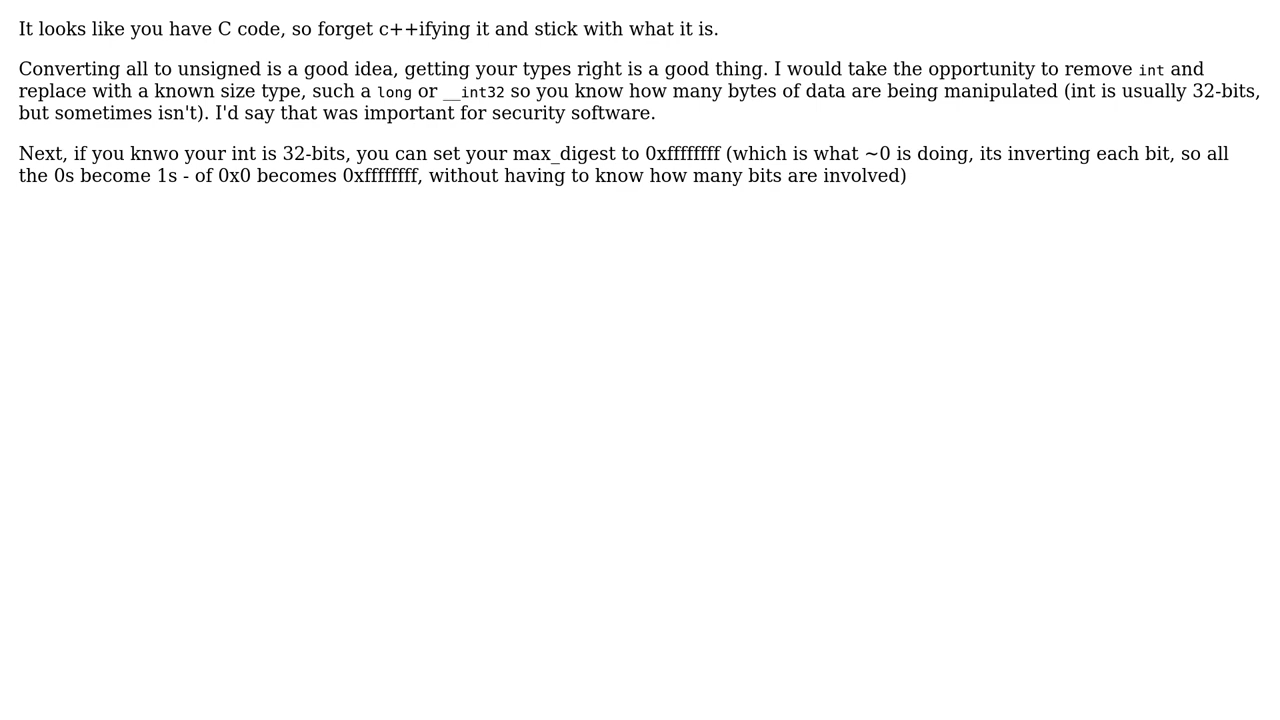 It looks like you have C code, so forget c++ifying it and stick with what it is.
Converting all to unsigned is a good idea, getting your types right is a good thing. I would take the opportunity to remove int and
replace with a known size type, such a long or __int32 so you know how many bytes of data are being manipulated (int is usually 32-bits,
but sometimes isn't). I'd say that was important for security software.
Next, if you knwo your int is 32-bits, you can set your max_digest to 0xffffffff (which is what ~0 is doing, its inverting each bit, so all
the 0s become 1s - of 0x0 becomes 0xffffffff, without having to know how many bits are involved)